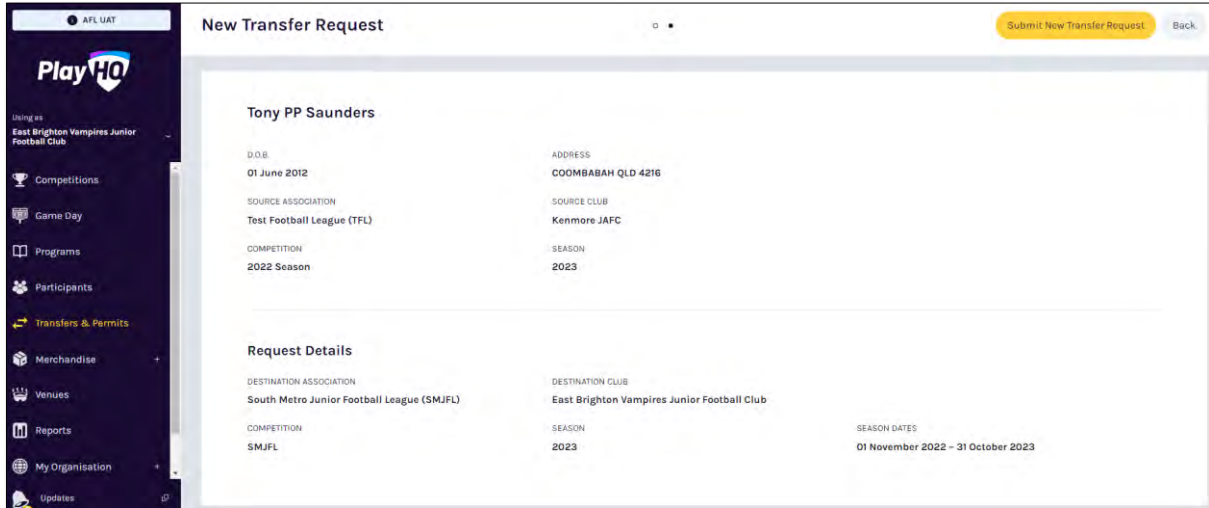 AFL UAT
PlayHQ
Using as
East Brighton Vampires Junior
Football Club
Competitions
Game Day
Programs
Participants
Transfers & Permits
Merchandise +
Venues
Reports
My Organisation +
Updates
New Transfer Request
Submit New Transfer Request
Back
Tony PP Saunders
D.O.B. ADDRESS
01 June 2012 COOMBABAH QLD 4216
SOURCE ASSOCIATION SOURCE CLUB
Test Football League (TFL) Kenmore JAFC
COMPETITION SEASON
2022 Season 2023
Request Details
DESTINATION ASSOCIATION DESTINATION CLUB
South Metro Junior Football League (SMJFL) East Brighton Vampires Junior Football Club
COMPETITION SEASON SEASON DATES
SMJFL 2023 01 November 2022 – 31 October 2023